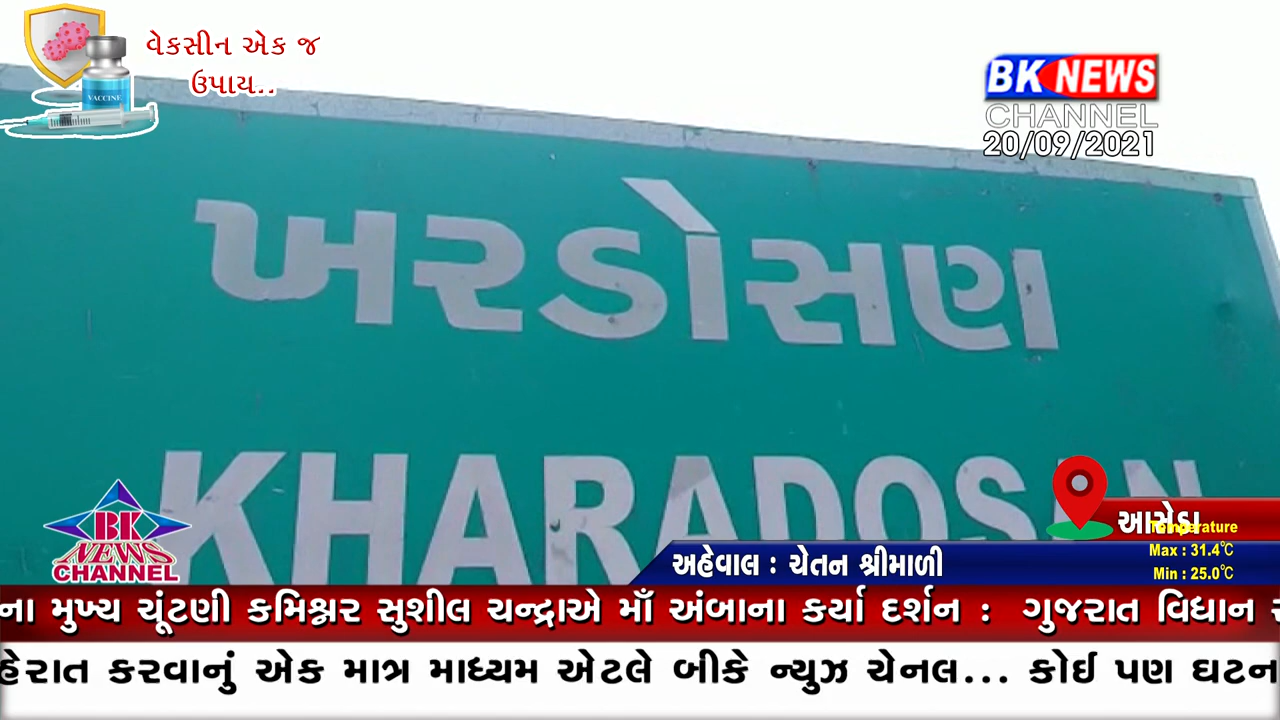 વેકસીન એક જ
ઉપાય..
VACCINE
BK NEWS
CHANNEL
20/09/2021
ખરડોસણ
KHARADOSAN
BK
NEWS
CHANNEL
આસેડા
Temperature
Max : 31.4℃
Min : 25.0℃
અહેવાલ : ચેતન શ્રીમાળી
ના મુખ્ય ચૂંટણી કમિશ્નર સુશીલ ચન્દ્રાએ માઁ અંબાના કર્યા દર્શન : ગુજરાત વિધાન
હેરાત કરવાનું એક માત્ર માધ્યમ એટલે બીકે ન્યુઝ ચેનલ... કોઈ પણ ઘટન